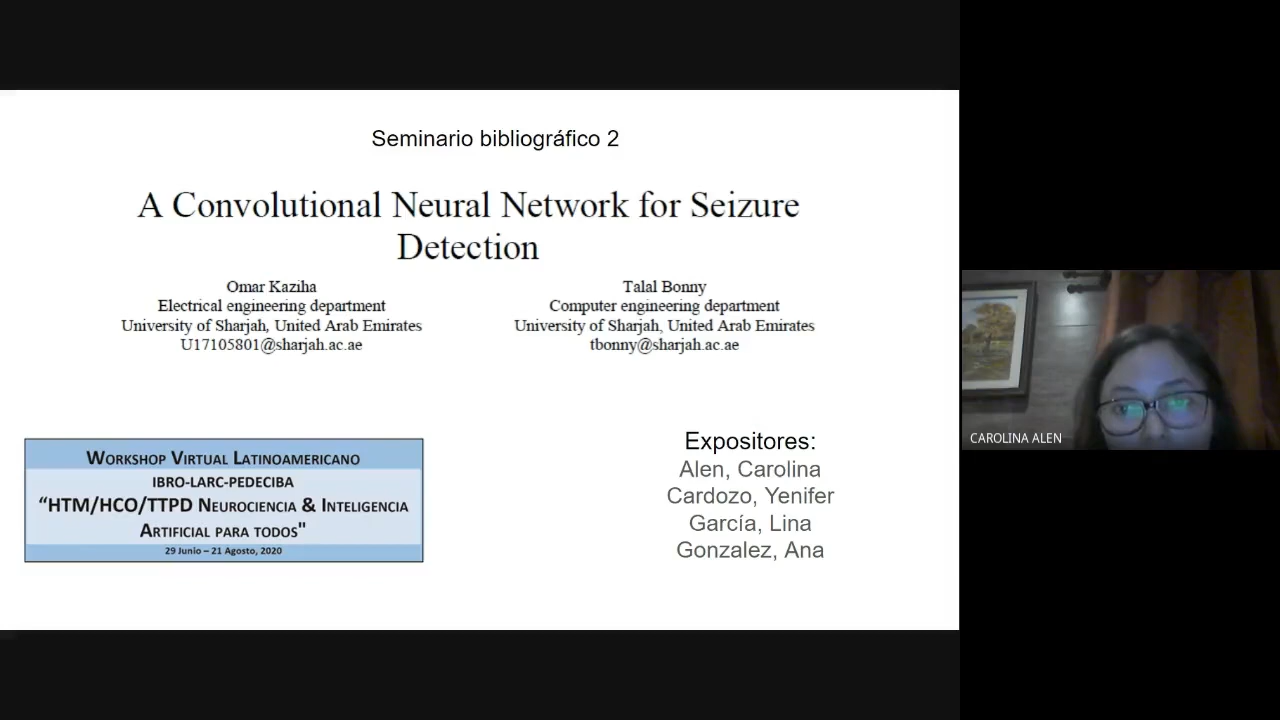 Seminario bibliográfico 2
A Convolutional Neural Network for Seizure
Detection
Omar Kaziha
Electrical engineering department
University of Sharjah, United Arab Emirates
U17105801@sharjah.ac.ae
Talal Bonny
Computer engineering department
University of Sharjah, United Arab Emirates
tbonny@sharjah.ac.ae
WORKSHOP VIRTUAL LATINOAMERICANO
IBRO-LARC-PEDECIBA
“HTM/HCO/TTPD NEUROCIENCIA & INTELIGENCIA
ARTIFICIAL PARA TODOS"
29 Junio – 21 Agosto, 2020
Expositores:
Alen, Carolina
Cardozo, Yenifer
García, Lina
Gonzalez, Ana
CAROLINA ALEN